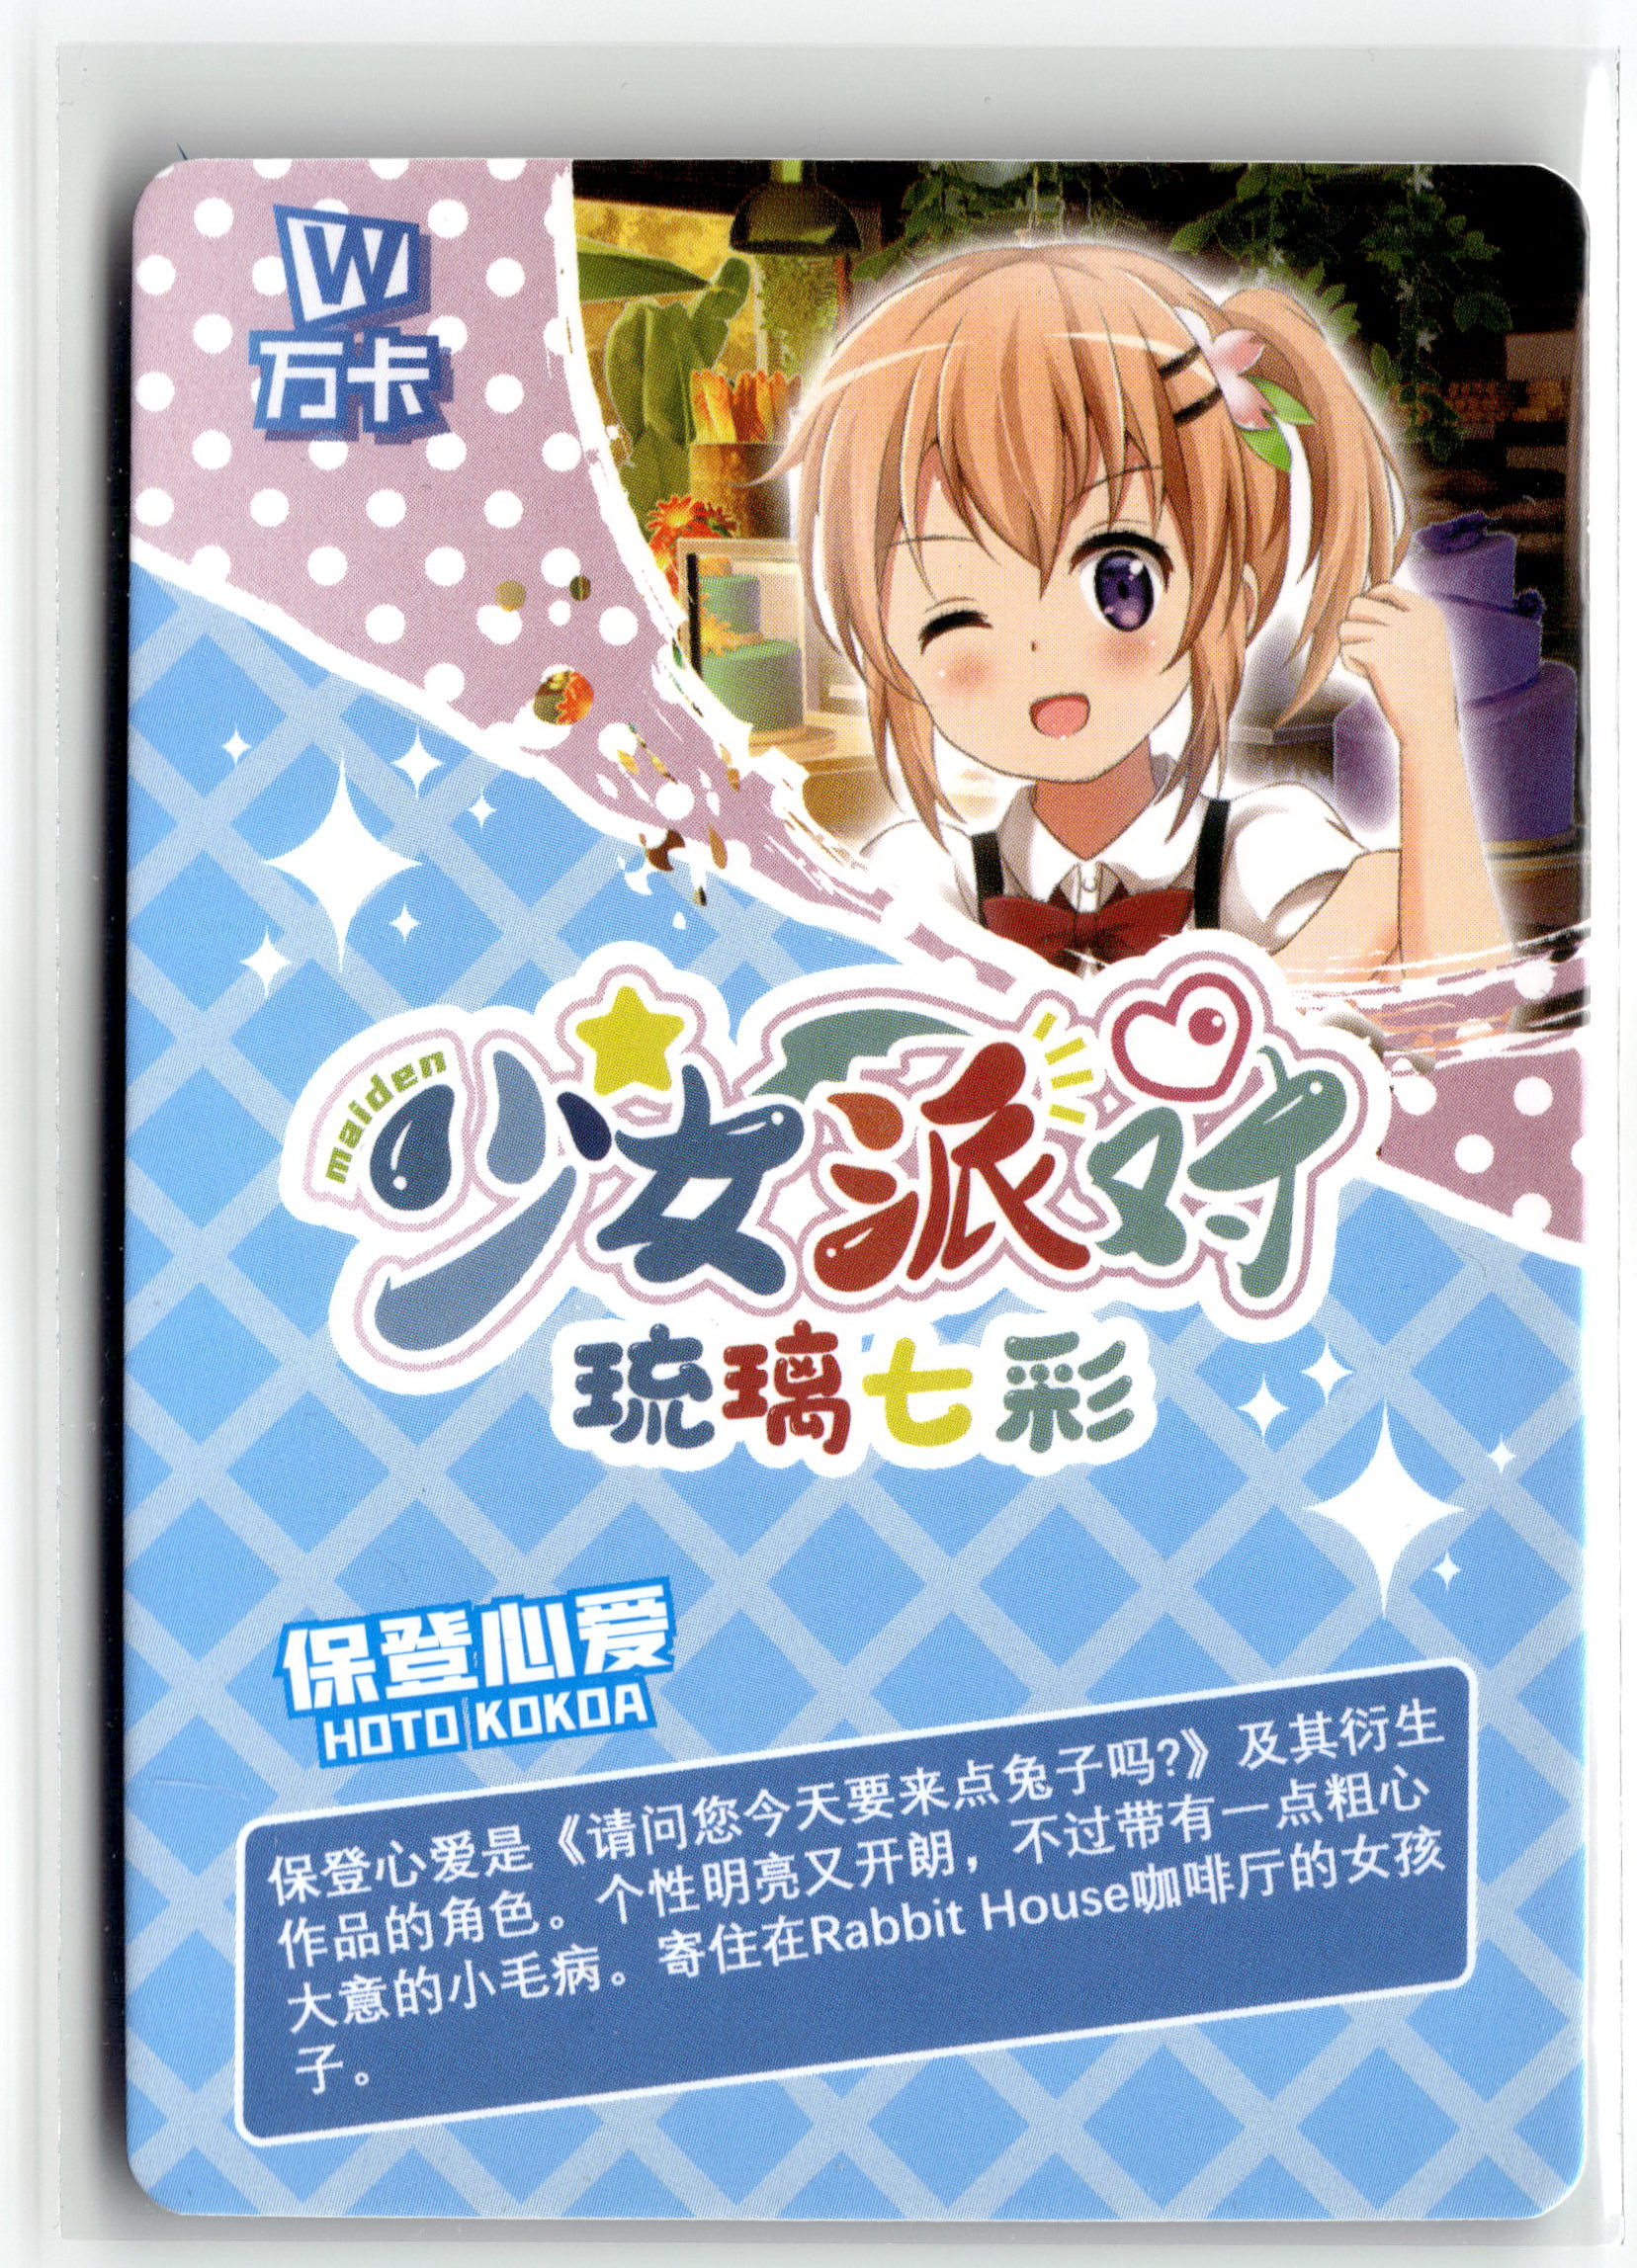 W
万卡
maiden
少女派对
琉璃七彩
保登心爱
HOTO KOKOA
保登心爱是《请问您今天要来点兔子吗?》及其衍生
作品的角色。个性明亮又开朗，不过带有一点粗心
大意的小毛病。寄住在Rabbit House咖啡厅的女孩
子。